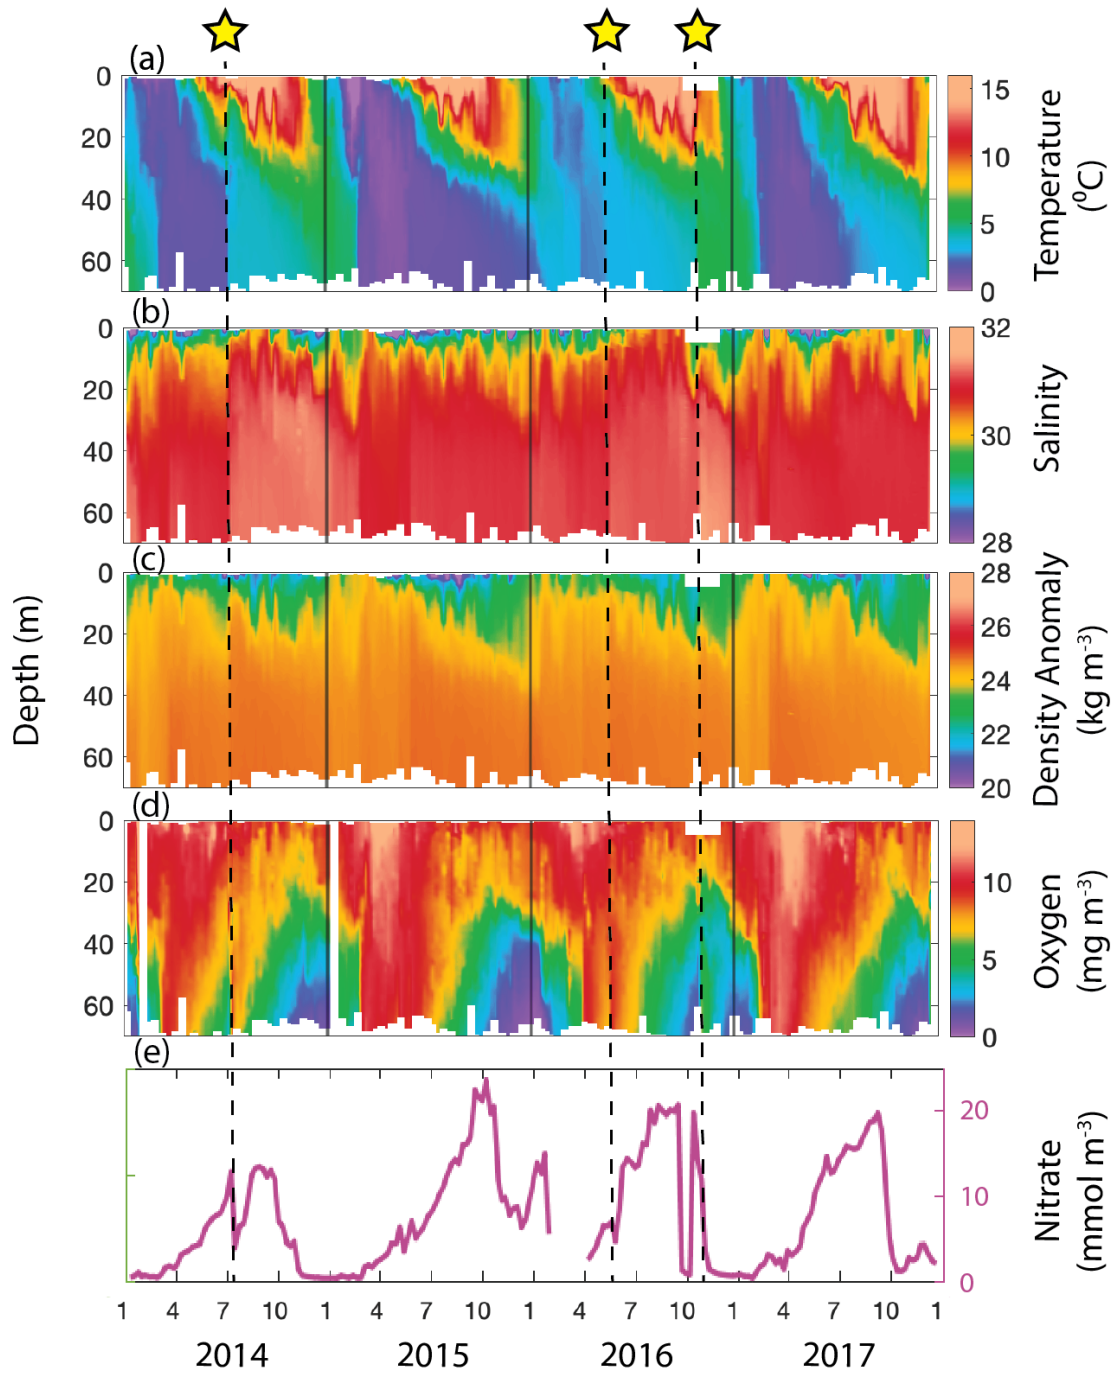 (a)
0
20
40
60
15
10
5
0
Temperature
(⁰C)
(b)
0
20
40
60
32
30
28
Salinity
(c)
0
20
40
60
28
26
24
22
20
Density Anomaly
(kg m⁻³)
Depth (m)
(d)
0
20
40
60
10
5
0
Oxygen
(mg m⁻³)
(e)
20
10
0
Nitrate
(mmol m⁻³)
1 4 7 10 1 4 7 10 1 4 7 10 1 4 7 10 1
2014 2015 2016 2017